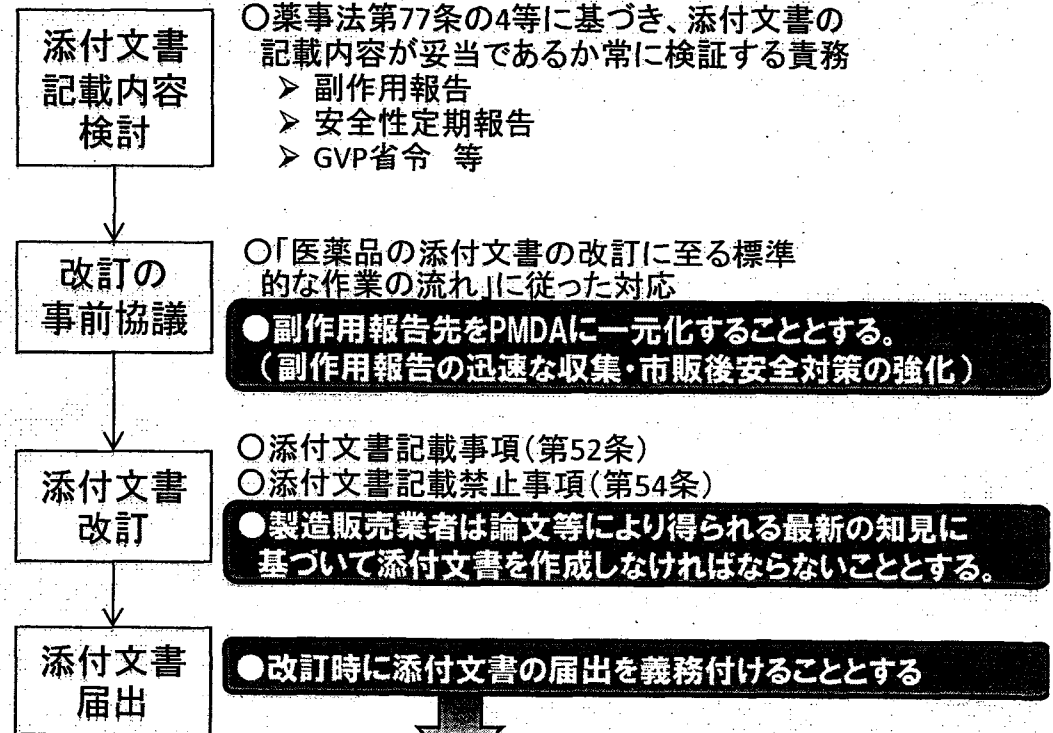 添付文書
記載内容
検討
○薬事法第77条の4等に基づき、添付文書の
記載内容が妥当であるか常に検証する責務
➢ 副作用報告
➢ 安全性定期報告
➢ GVP省令 等
改訂の
事前協議
○「医薬品の添付文書の改訂に至る標準
的な作業の流れ」に従った対応
●副作用報告先をPMDAに一元化することとする。
（副作用報告の迅速な収集・市販後安全対策の強化）
添付文書
改訂
○添付文書記載事項（第52条）
○添付文書記載禁止事項（第54条）
●製造販売業者は論文等により得られる最新の知見に
基づいて添付文書を作成しなければならないこととする。
添付文書
届出
●改訂時に添付文書の届出を義務付けることとする